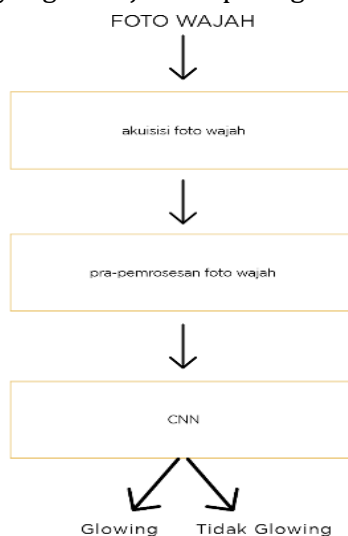 FOTO WAJAH
akuisisi foto wajah
pra-pemrosesan foto wajah
CNN
Glowing Tidak Glowing